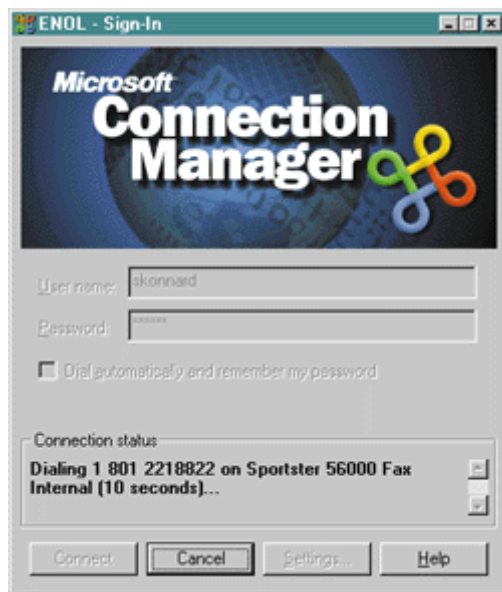 ENOL - Sign-In
Microsoft
Connection
Manager
User name:
skonnard
Password:
******
Dial automatically and remember my password
Connection status
Dialing 1 801 2218822 on Sportster 56000 Fax
Internal (10 seconds)...
Connect
Cancel
Settings...
Help